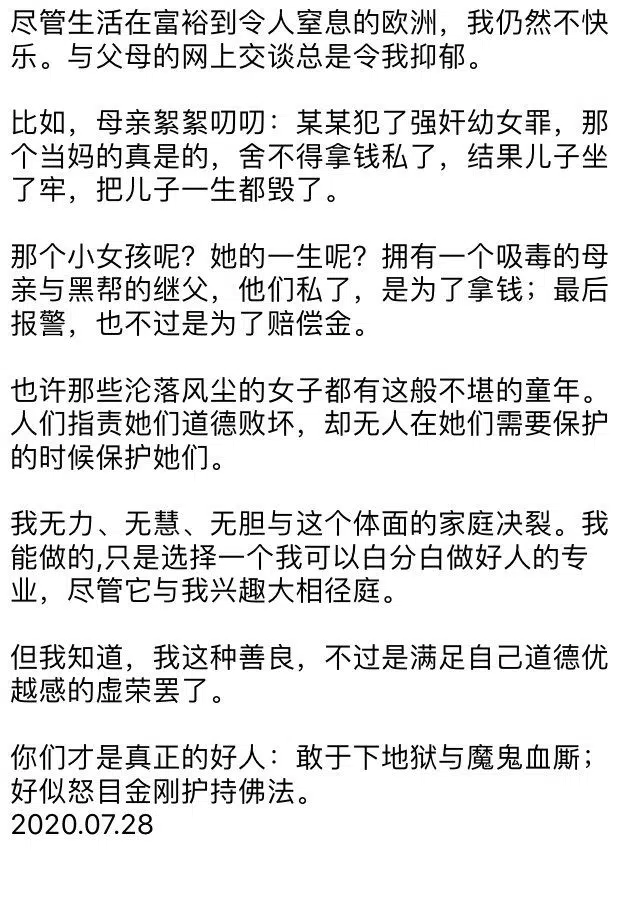 尽管生活在富裕到令人窒息的欧洲，我仍然不快
乐。与父母的网上交谈总是令我抑郁。
比如，母亲絮絮叨叨：某某犯了强奸幼女罪，那
个当妈的真是的，舍不得拿钱私了，结果儿子坐
了牢，把儿子一生都毁了。
那个小女孩呢？她的一生呢？拥有一个吸毒的母
亲与黑帮的继父，他们私了，是为了拿钱；最后
报警，也不过是为了赔偿金。
也许那些沦落风尘的女子都有这般不堪的童年。
人们指责她们道德败坏，却无人在她们需要保护
的时候保护她们。
我无力、无慧、无胆与这个体面的家庭决裂。我
能做的,只是选择一个我可以白分白做好人的专
业，尽管它与我兴趣大相径庭。
但我知道，我这种善良，不过是满足自己道德优
越感的虚荣罢了。
你们才是真正的好人：敢于下地狱与魔鬼血厮；
好似怒目金刚护持佛法。
2020.07.28